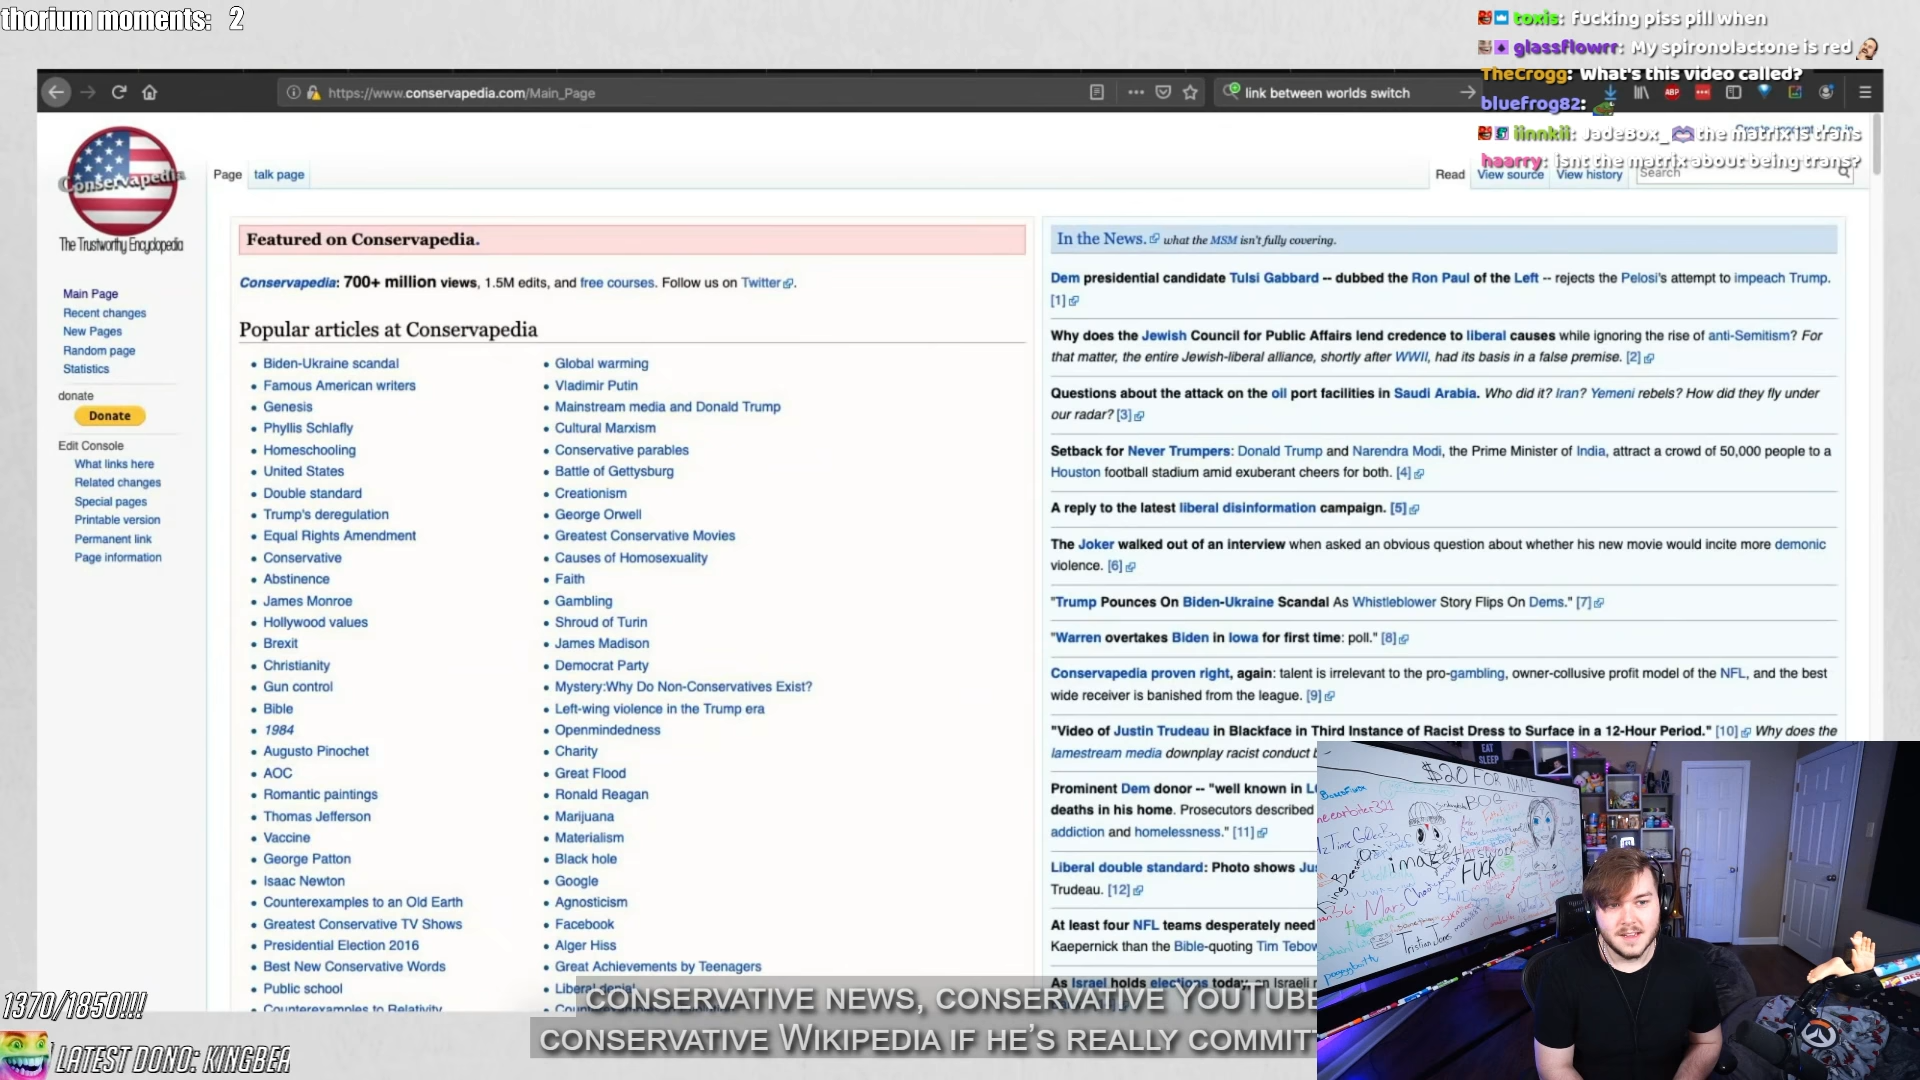 thorium moments: 2
toxis: fucking piss pill when
glassflowrr: My spironolactone is red
TheCrogg: What's this video called?
bluefrog82:
iinnkii: JadeBox_ the matrix is trans
haarry: isnt the matrix about being trans?
https://www.conservapedia.com/Main_Page
link between worlds switch
ABP
Conservapedia
The Trustworthy Encyclopedia
Page
talk page
Read
View source
View history
Search
Main Page
Recent changes
New Pages
Random page
Statistics
donate
Donate
Edit Console
What links here
Related changes
Special pages
Printable version
Permanent link
Page information
Featured on Conservapedia.
Conservapedia: 700+ million views, 1.5M edits, and free courses. Follow us on Twitter.
Popular articles at Conservapedia
Biden-Ukraine scandal
Famous American writers
Genesis
Phyllis Schlafly
Homeschooling
United States
Double standard
Trump's deregulation
Equal Rights Amendment
Conservative
Abstinence
James Monroe
Hollywood values
Brexit
Christianity
Gun control
Bible
1984
Augusto Pinochet
AOC
Romantic paintings
Thomas Jefferson
Vaccine
George Patton
Isaac Newton
Counterexamples to an Old Earth
Greatest Conservative TV Shows
Presidential Election 2016
Best New Conservative Words
Public school
Counterexamples to Relativity
Global warming
Vladimir Putin
Mainstream media and Donald Trump
Cultural Marxism
Conservative parables
Battle of Gettysburg
Creationism
George Orwell
Greatest Conservative Movies
Causes of Homosexuality
Faith
Gambling
Shroud of Turin
James Madison
Democrat Party
Mystery:Why Do Non-Conservatives Exist?
Left-wing violence in the Trump era
Openmindedness
Charity
Great Flood
Ronald Reagan
Marijuana
Materialism
Black hole
Google
Agnosticism
Facebook
Alger Hiss
Great Achievements by Teenagers
Liberal denial
In the News. what the MSM isn't fully covering.
Dem presidential candidate Tulsi Gabbard -- dubbed the Ron Paul of the Left -- rejects the Pelosi's attempt to impeach Trump.
[1]
Why does the Jewish Council for Public Affairs lend credence to liberal causes while ignoring the rise of anti-Semitism? For
that matter, the entire Jewish-liberal alliance, shortly after WWII, had its basis in a false premise. [2]
Questions about the attack on the oil port facilities in Saudi Arabia. Who did it? Iran? Yemeni rebels? How did they fly under
our radar? [3]
Setback for Never Trumpers: Donald Trump and Narendra Modi, the Prime Minister of India, attract a crowd of 50,000 people to a
Houston football stadium amid exuberant cheers for both. [4]
A reply to the latest liberal disinformation campaign. [5]
The Joker walked out of an interview when asked an obvious question about whether his new movie would incite more demonic
violence. [6]
"Trump Pounces On Biden-Ukraine Scandal As Whistleblower Story Flips On Dems." [7]
"Warren overtakes Biden in Iowa for first time: poll." [8]
Conservapedia proven right, again: talent is irrelevant to the pro-gambling, owner-collusive profit model of the NFL, and the best
wide receiver is banished from the league. [9]
"Video of Justin Trudeau in Blackface in Third Instance of Racist Dress to Surface in a 12-Hour Period." [10] Why does the
lamestream media downplay racist conduct
Prominent Dem donor -- "well known in
deaths in his home. Prosecutors described
addiction and homelessness." [11]
Liberal double standard: Photo shows
Trudeau. [12]
At least four NFL teams desperately need
Kaepernick than the Bible-quoting Tim Tebow
As Israel holds elections today, an Israeli
CONSERVATIVE NEWS, CONSERVATIVE YOUTUBE
CONSERVATIVE WIKIPEDIA IF HE'S REALLY COMMIT
EAT
SLEEP
$20 FOR NAME
BOG
imakethiswork
FUCK
Mars
Tristan Jones
1370/1850!!!
LATEST DONO: KINGBEA